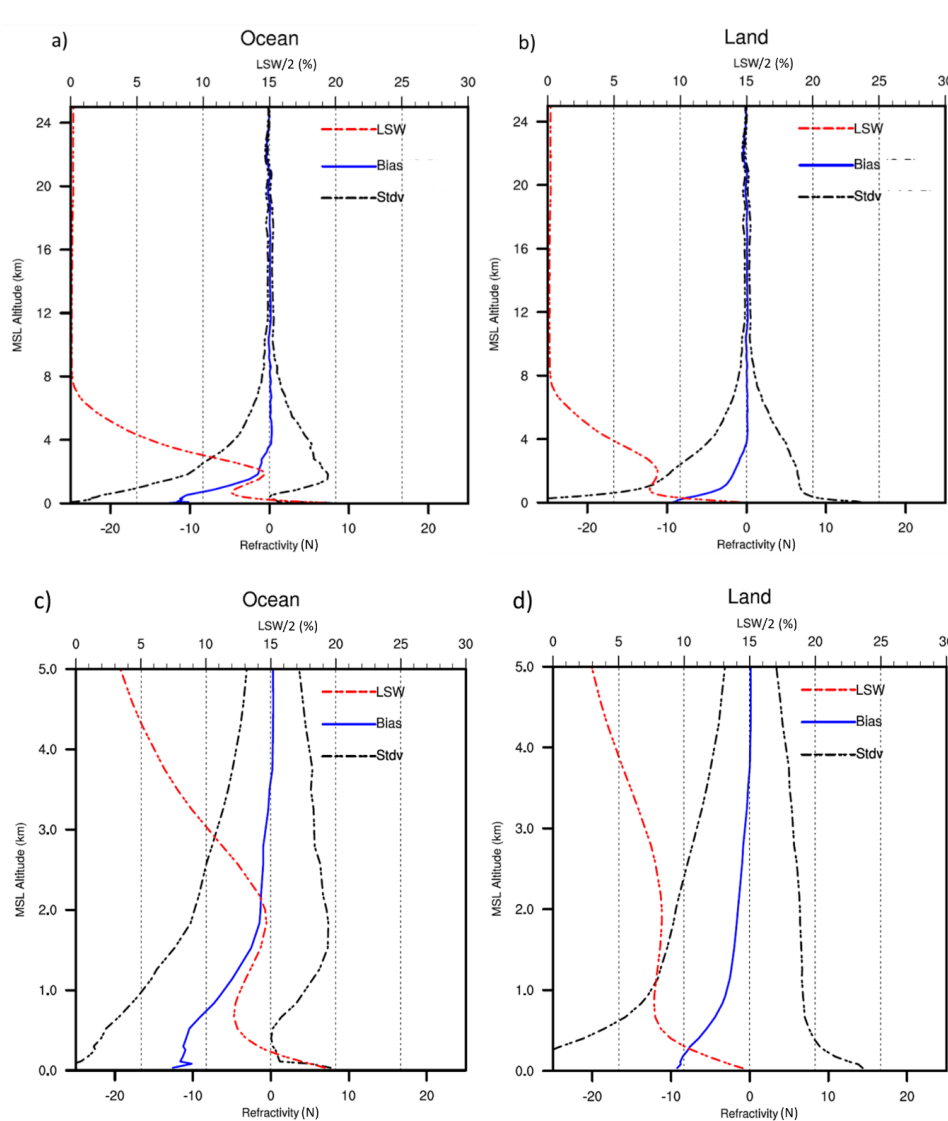 a)
Ocean
LSW/2 (%)
0 5 10 15 20 25 30
24
20
16
12
8
4
0
MSL Altitude (km)
LSW
Bias
Stdv
-20 -10 0 10 20
Refractivity (N)
b)
Land
LSW/2 (%)
0 5 10 15 20 25 30
24
20
16
12
8
4
0
MSL Altitude (km)
LSW
Bias
Stdv
-20 -10 0 10 20
Refractivity (N)
c)
Ocean
LSW/2 (%)
0 5 10 15 20 25 30
5.0
4.0
3.0
2.0
1.0
0.0
MSL Altitude (km)
LSW
Bias
Stdv
-20 -10 0 10 20
Refractivity (N)
d)
Land
LSW/2 (%)
0 5 10 15 20 25 30
5.0
4.0
3.0
2.0
1.0
0.0
MSL Altitude (km)
LSW
Bias
Stdv
-20 -10 0 10 20
Refractivity (N)